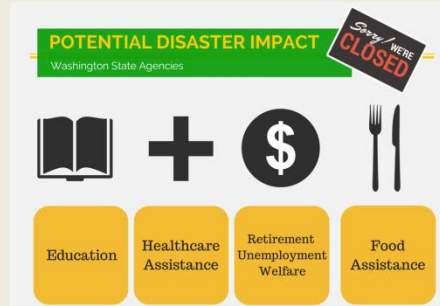 POTENTIAL DISASTER IMPACT
Washington State Agencies
Sorry! WE'RE
CLOSED
$
Education
Healthcare
Assistance
Retirement
Unemployment
Welfare
Food
Assistance